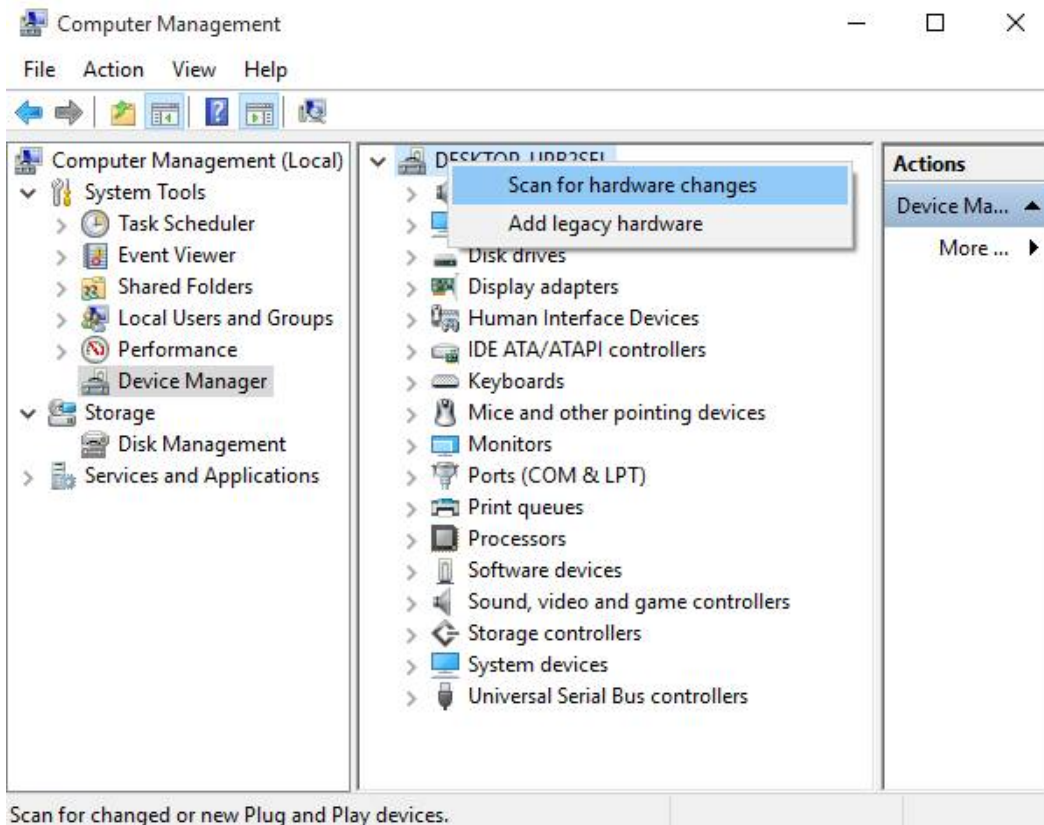 Computer Management
File Action View Help
Computer Management (Local)
System Tools
Task Scheduler
Event Viewer
Shared Folders
Local Users and Groups
Performance
Device Manager
Storage
Disk Management
Services and Applications
Scan for hardware changes
Add legacy hardware
Disk drives
Display adapters
Human Interface Devices
IDE ATA/ATAPI controllers
Keyboards
Mice and other pointing devices
Monitors
Ports (COM & LPT)
Print queues
Processors
Software devices
Sound, video and game controllers
Storage controllers
System devices
Universal Serial Bus controllers
Actions
Device Ma...
More ...
Scan for changed or new Plug and Play devices.